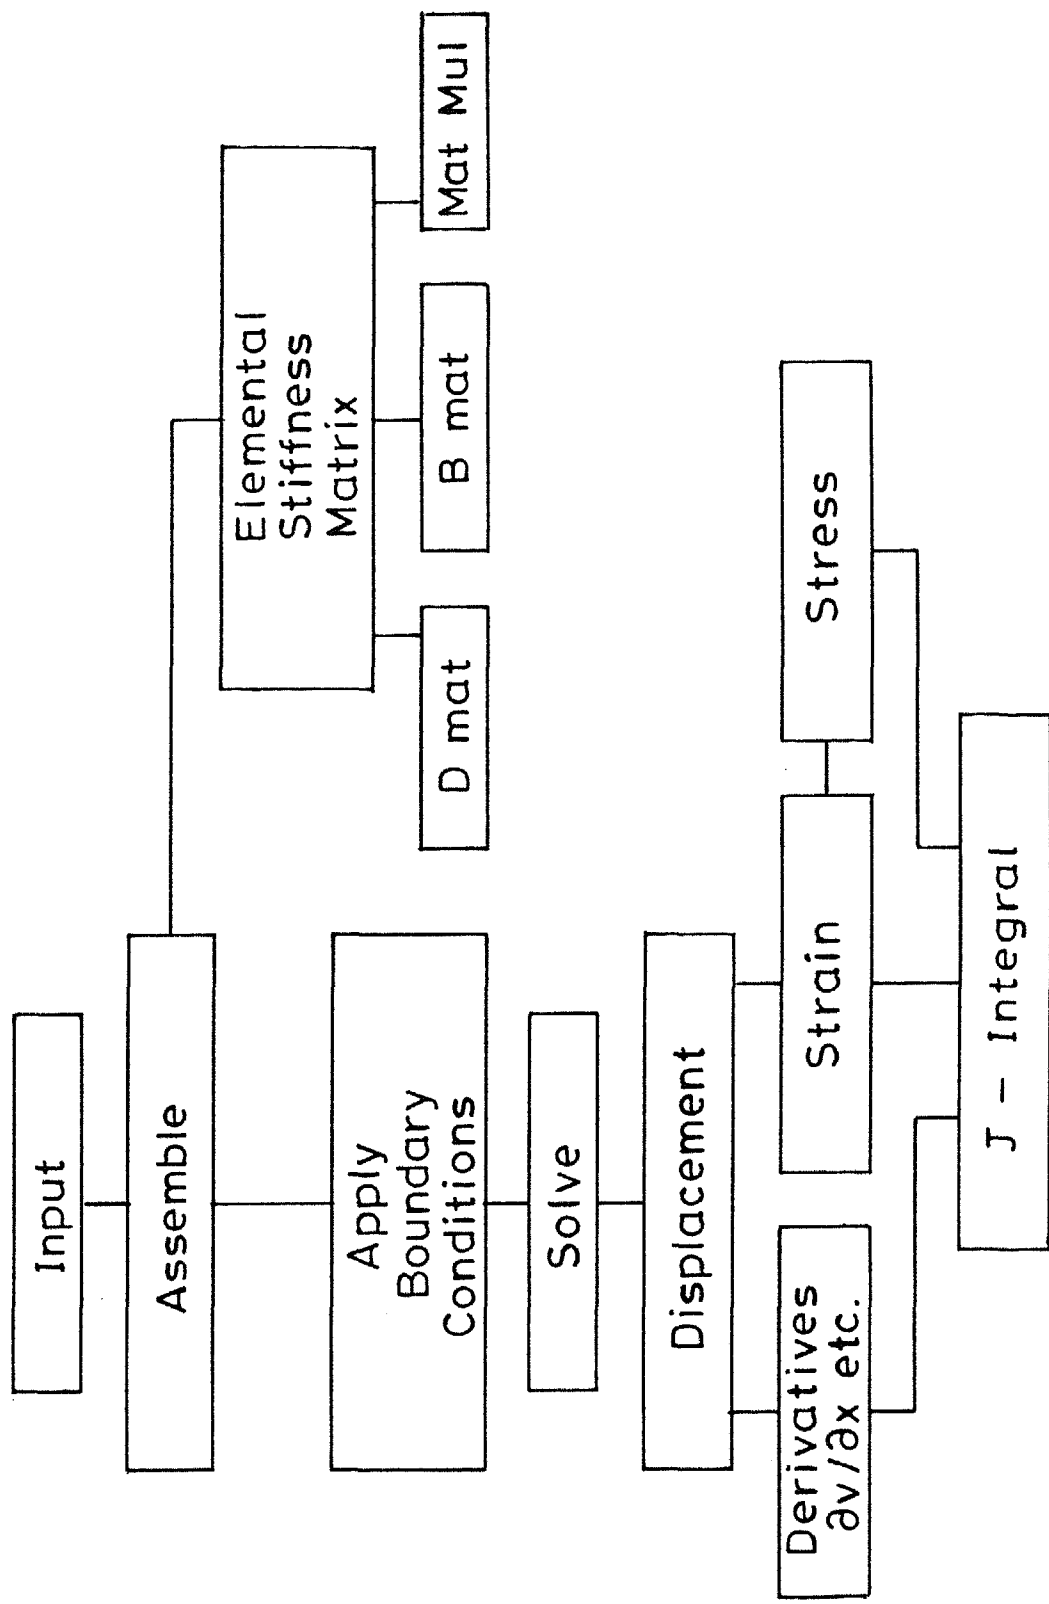 Input
Assemble
Elemental
Stiffness
Matrix
D mat
B mat
Mat Mul
Apply
Boundary
Conditions
Solve
Displacement
Derivatives
∂v/∂x etc.
Strain
Stress
J - Integral